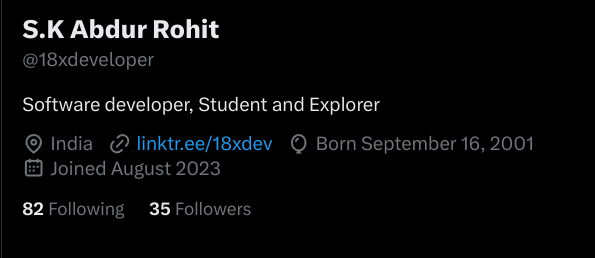 S.K Abdur Rohit
@18xdeveloper
Software developer, Student and Explorer
India linktr.ee/18xdev Born September 16, 2001
Joined August 2023
82 Following 35 Followers